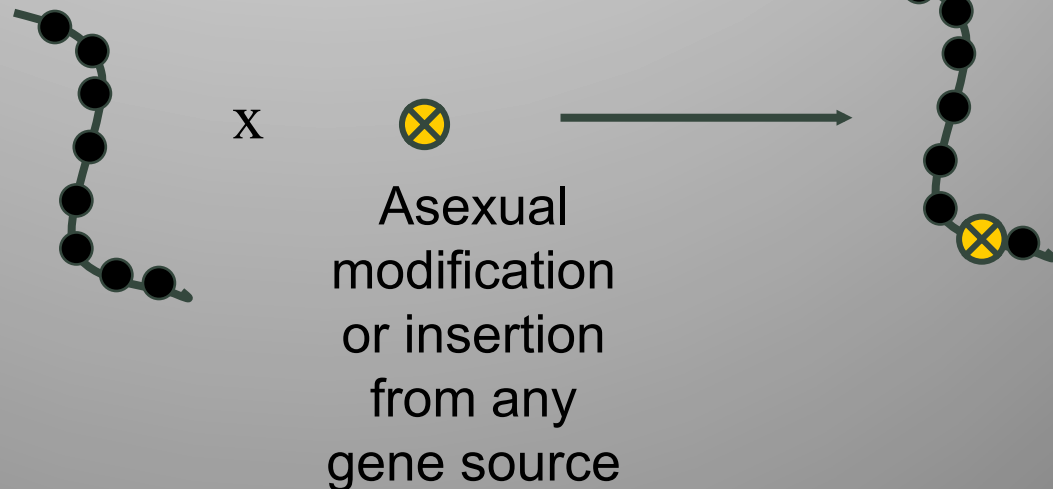 x
Asexual
modification
or insertion
from any
gene source